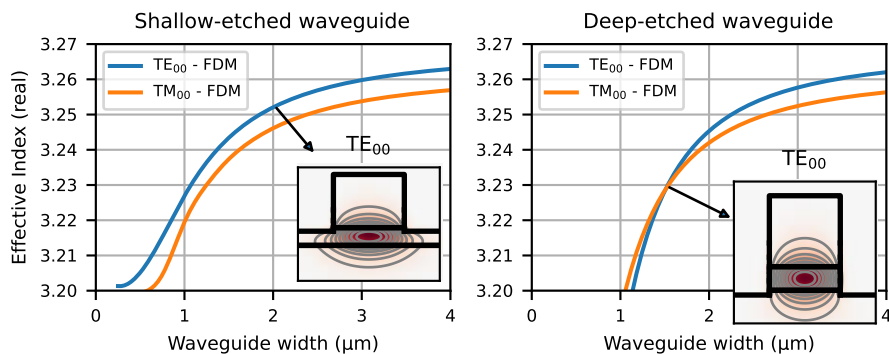 Shallow-etched waveguide
Effective Index (real)
3.27
3.26
3.25
3.24
3.23
3.22
3.21
3.20
TE₀₀ - FDM
TM₀₀ - FDM
TE₀₀
0 1 2 3 4
Waveguide width (μm)
Deep-etched waveguide
3.27
3.26
3.25
3.24
3.23
3.22
3.21
3.20
TE₀₀ - FDM
TM₀₀ - FDM
TE₀₀
0 1 2 3 4
Waveguide width (μm)